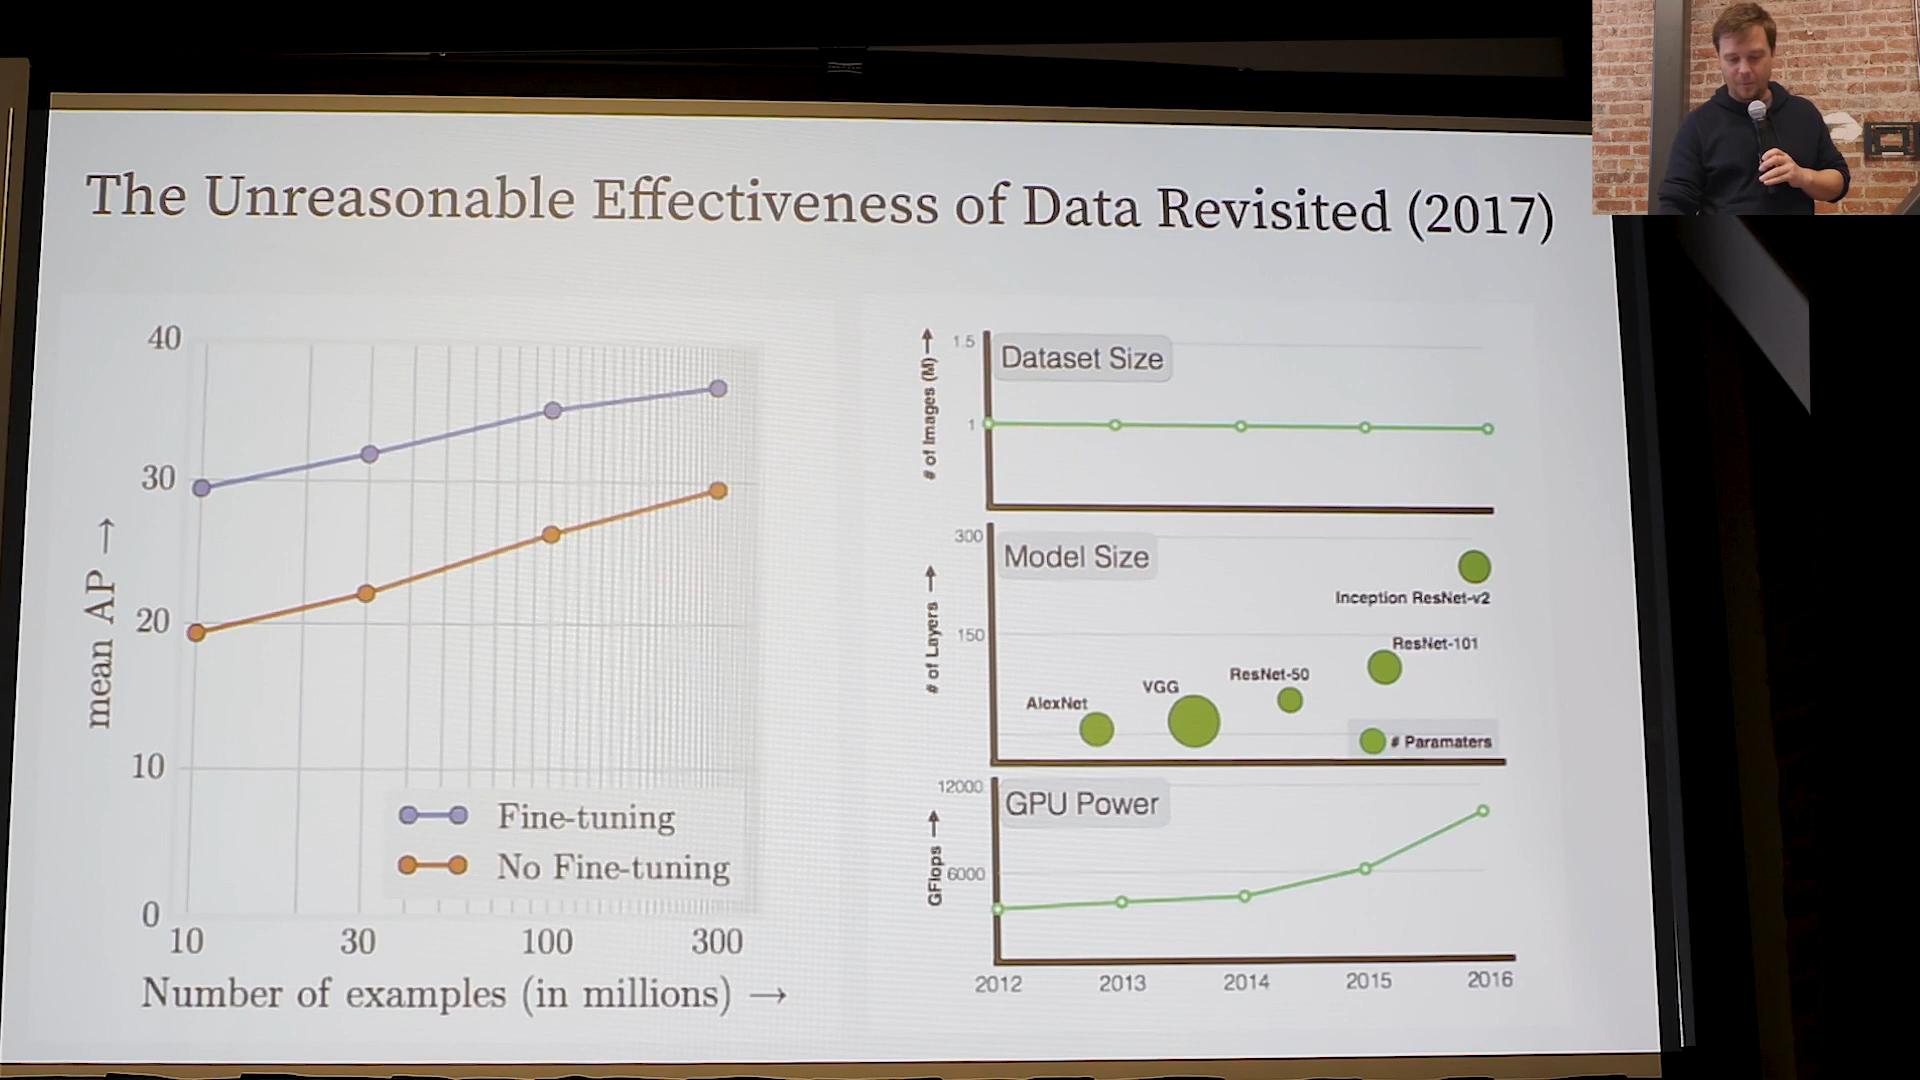 The Unreasonable Effectiveness of Data Revisited (2017)
40
30
20
10
0
mean AP →
Fine-tuning
No Fine-tuning
10 30 100 300
Number of examples (in millions) →
# of Images (M) →
1.5
1
Dataset Size
# of Layers →
300
150
Model Size
Inception ResNet-v2
ResNet-101
ResNet-50
VGG
AlexNet
# Paramaters
GFlops →
12000
6000
GPU Power
2012 2013 2014 2015 2016